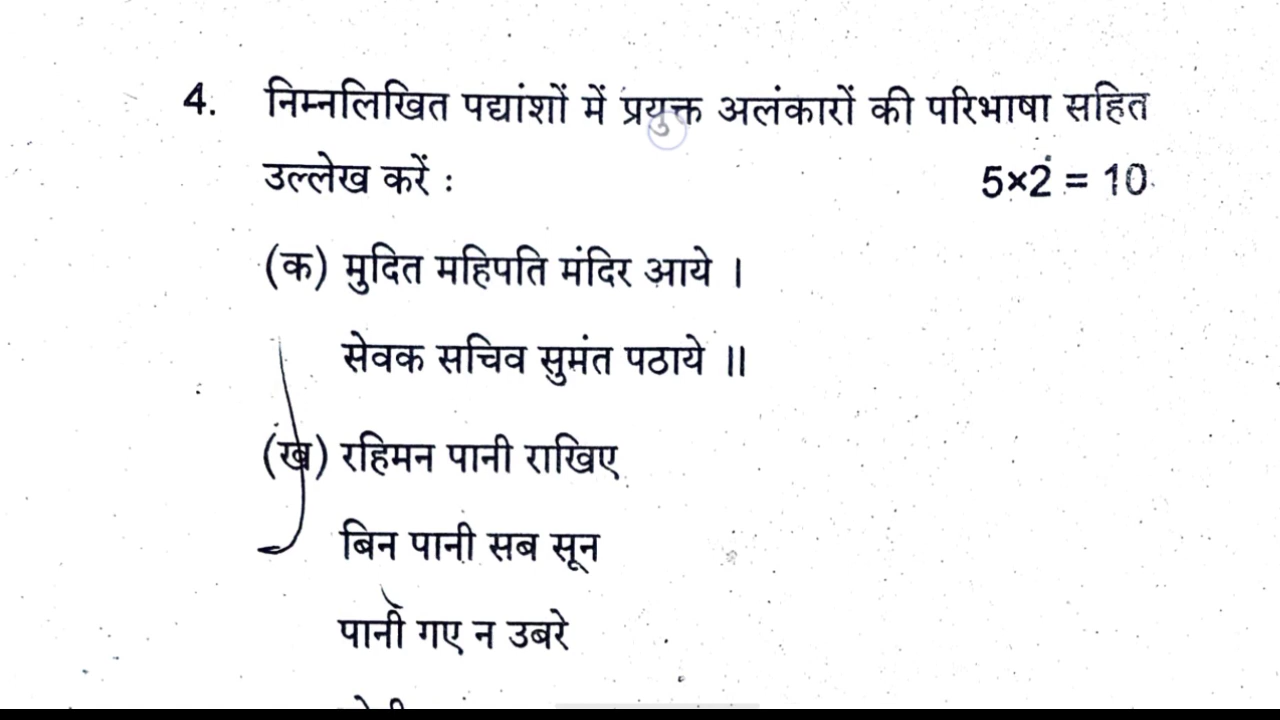 4. निम्नलिखित पद्यांशों में प्रयुक्त अलंकारों की परिभाषा सहित
उल्लेख करें : 5×2 = 10
(क) मुदित महिपति मंदिर आये ।
सेवक सचिव सुमंत पठाये ॥
(ख) रहिमन पानी राखिए
बिन पानी सब सून
पानी गए न उबरे